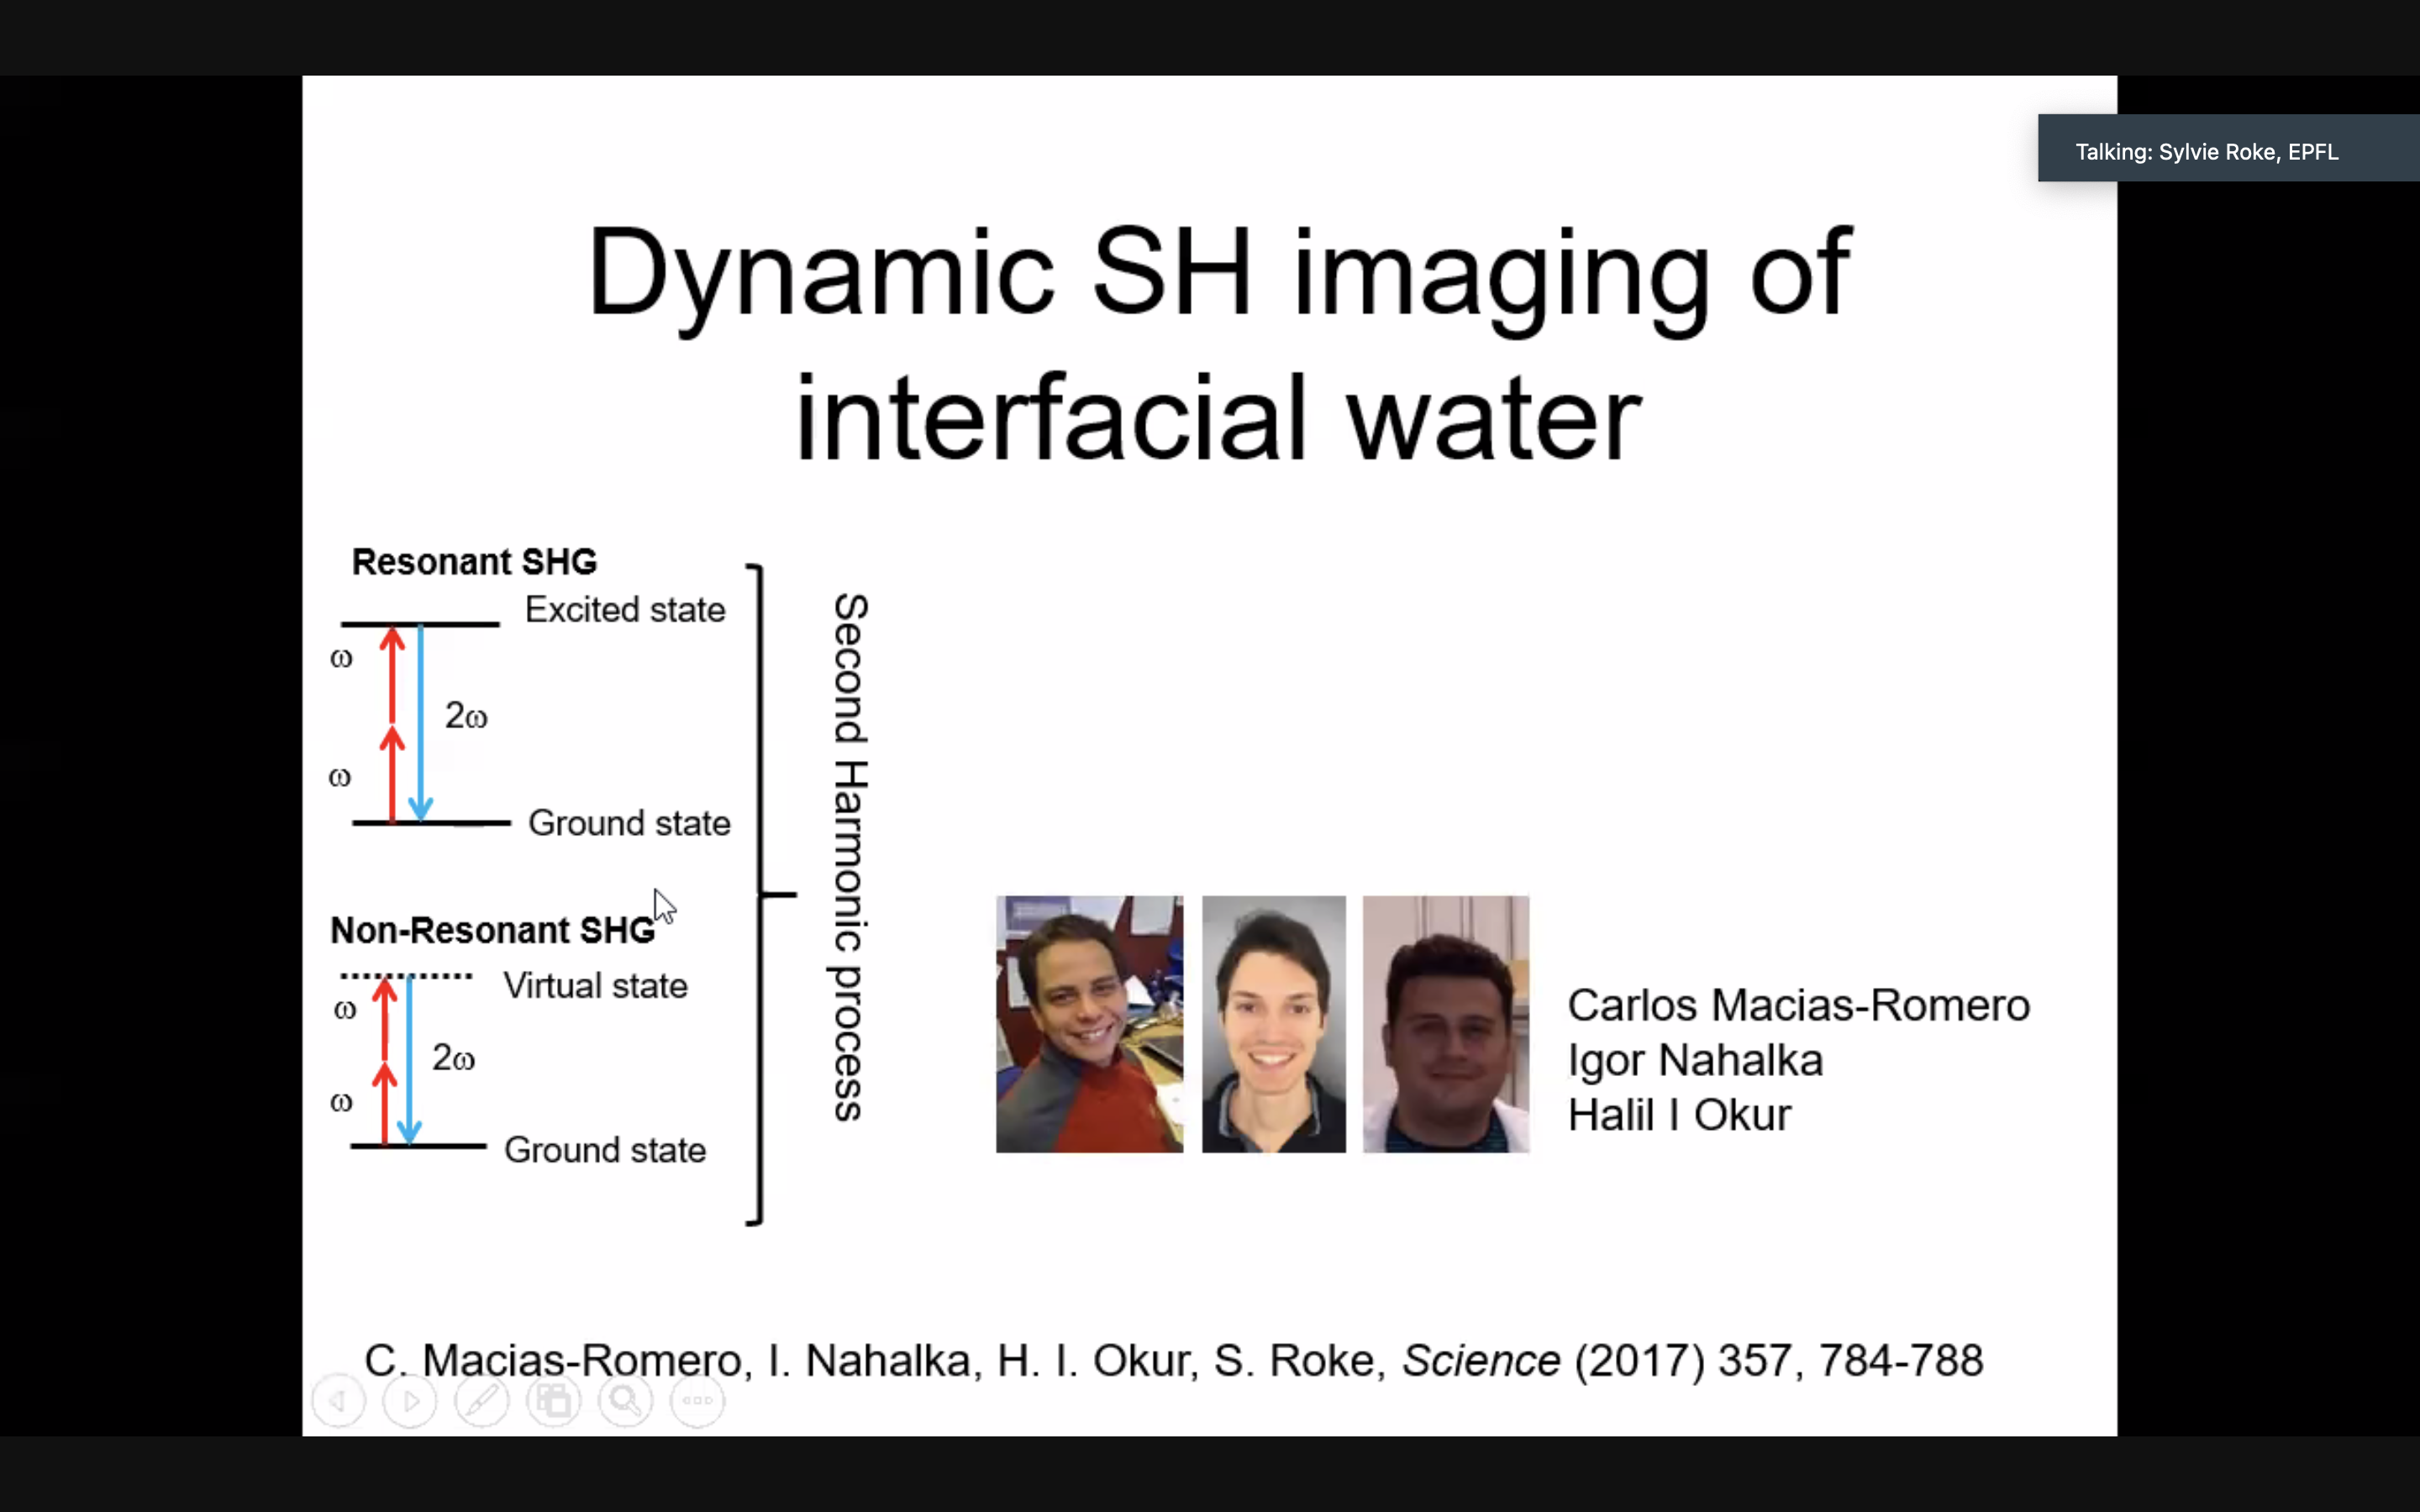 Talking: Sylvie Roke, EPFL
Dynamic SH imaging of
interfacial water
Resonant SHG
Excited state
ω
2ω
ω
Ground state
Non-Resonant SHG
Virtual state
ω
2ω
ω
Ground state
Second Harmonic process
Carlos Macias-Romero
Igor Nahalka
Halil I Okur
C. Macias-Romero, I. Nahalka, H. I. Okur, S. Roke, Science (2017) 357, 784-788